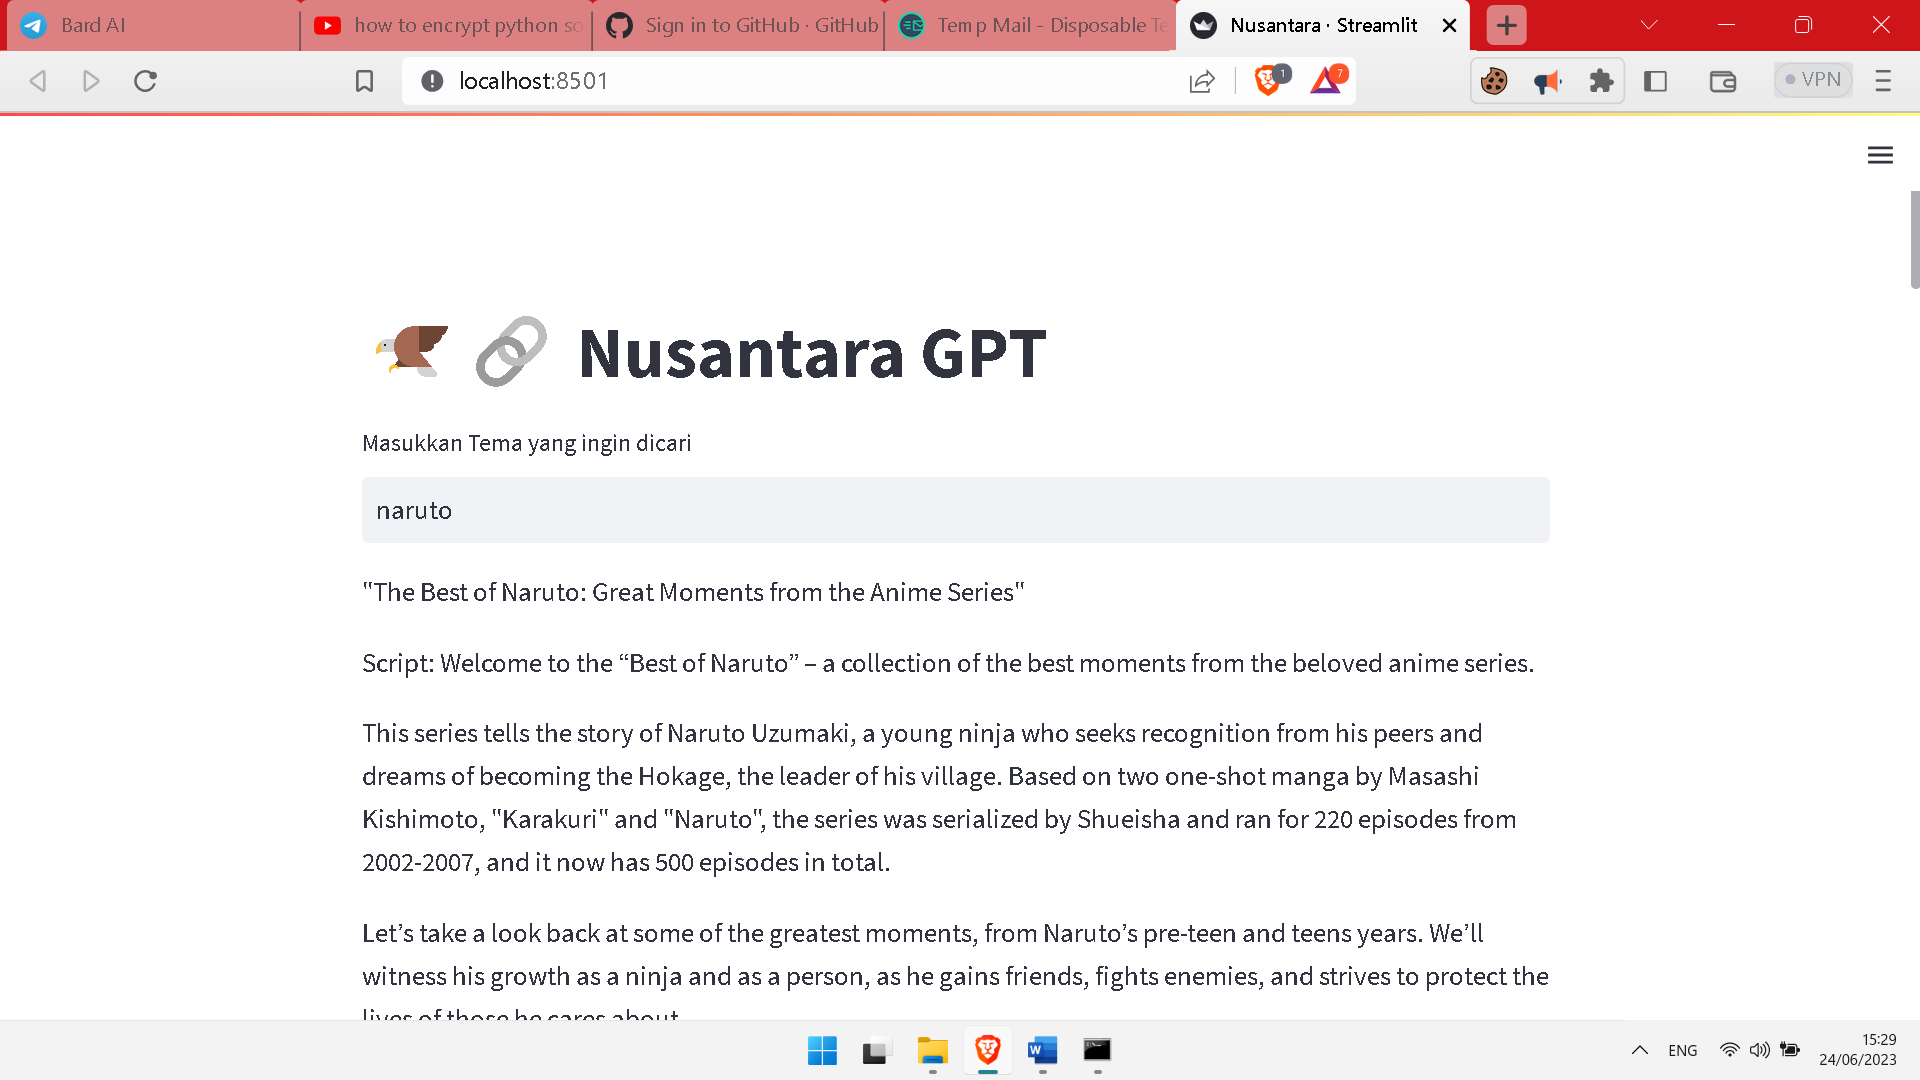 Bard AI
how to encrypt python so
Sign in to GitHub · GitHub
Temp Mail - Disposable Te
Nusantara · Streamlit
localhost:8501
1
7
VPN
Nusantara GPT
Masukkan Tema yang ingin dicari
naruto
"The Best of Naruto: Great Moments from the Anime Series"
Script: Welcome to the “Best of Naruto” – a collection of the best moments from the beloved anime series.
This series tells the story of Naruto Uzumaki, a young ninja who seeks recognition from his peers and
dreams of becoming the Hokage, the leader of his village. Based on two one-shot manga by Masashi
Kishimoto, "Karakuri" and "Naruto", the series was serialized by Shueisha and ran for 220 episodes from
2002-2007, and it now has 500 episodes in total.
Let’s take a look back at some of the greatest moments, from Naruto’s pre-teen and teens years. We’ll
witness his growth as a ninja and as a person, as he gains friends, fights enemies, and strives to protect the
lives of those he cares about.
ENG
15:29
24/06/2023